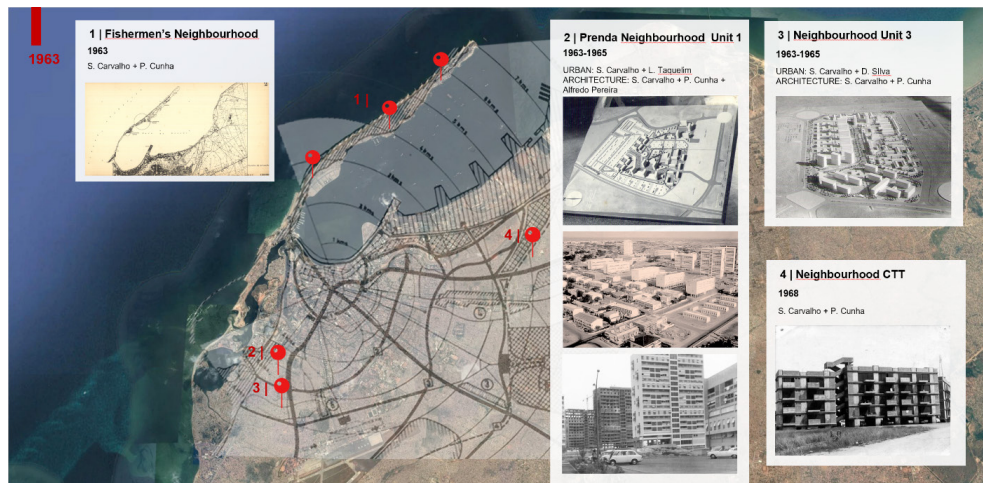 1963
1 | Fishermen's Neighbourhood
1963
S. Carvalho + P. Cunha
1 |
2 |
3 |
4 |
2 | Prenda Neighbourhood Unit 1
1963-1965
URBAN: S. Carvalho + L. Taquelim
ARCHITECTURE: S. Carvalho + P. Cunha +
Alfredo Pereira
3 | Neighbourhood Unit 3
1963-1965
URBAN: S. Carvalho + D. SIlva
ARCHITECTURE: S. Carvalho + P. Cunha
4 | Neighbourhood CTT
1968
S. Carvalho + P. Cunha